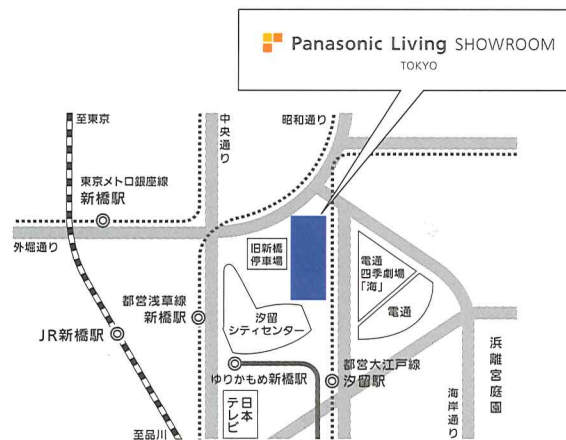 Panasonic Living SHOWROOM
TOKYO
至東京
中央通り
昭和通り
東京メトロ銀座線
新橋駅
外堀通り
旧新橋
停車場
電通
四季劇場
「海」
電通
都営浅草線
新橋駅
汐留
シティセンター
JR新橋駅
ゆりかもめ新橋駅
都営大江戸線
汐留駅
浜離宮庭園
海岸通り
日本
テレビ
至品川